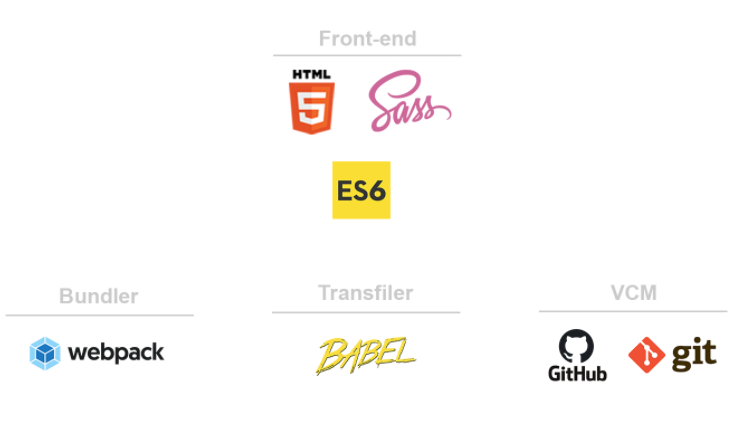 Front-end
HTML
5
Sass
ES6
Bundler
webpack
Transfiler
BABEL
VCM
GitHub
git